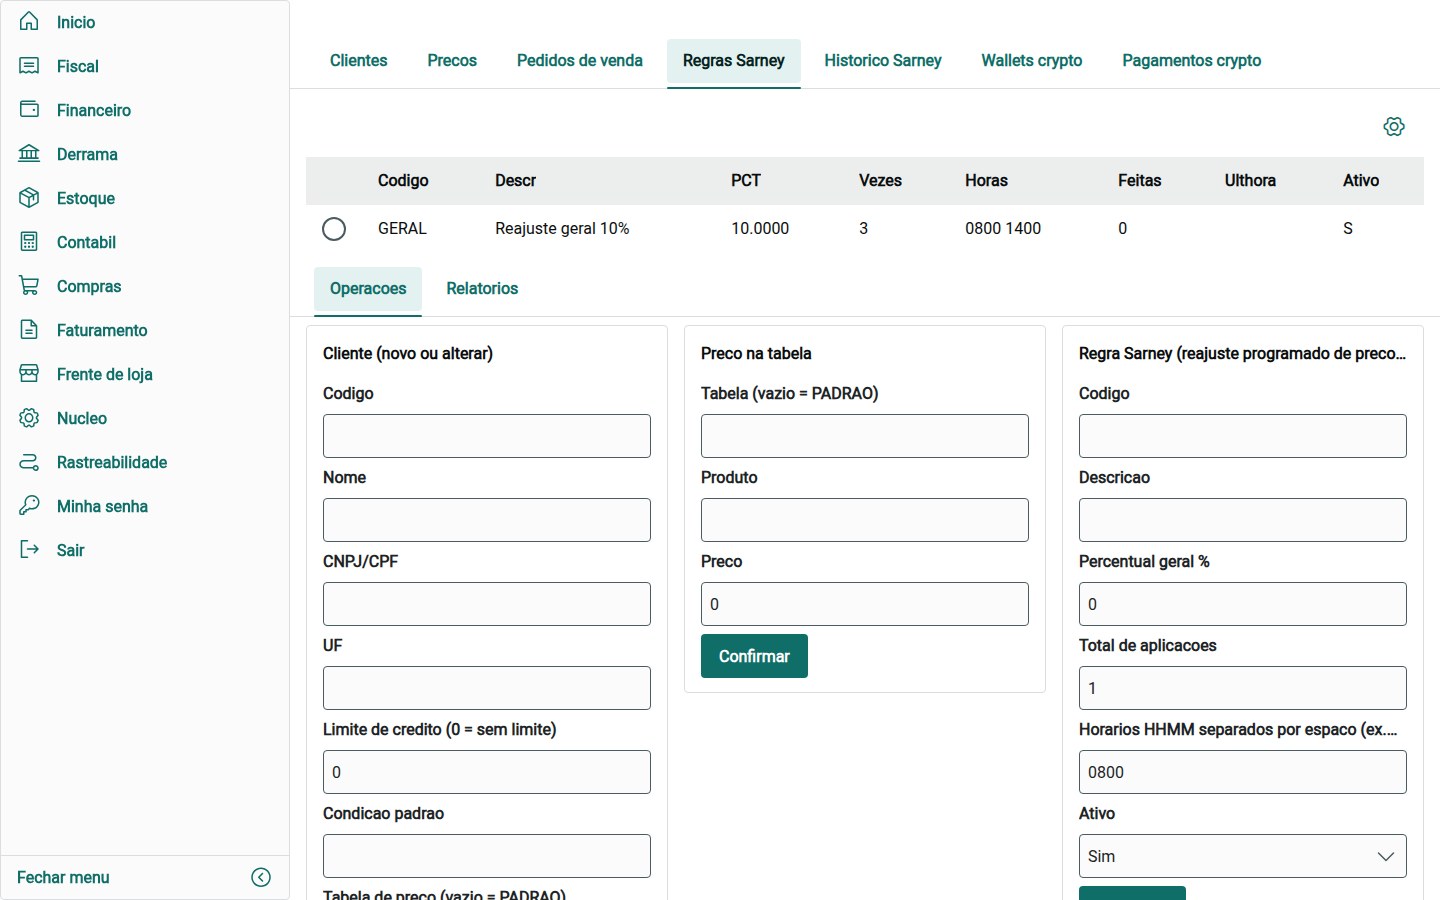 Inicio
Fiscal
Financeiro
Derrama
Estoque
Contabil
Compras
Faturamento
Frente de loja
Nucleo
Rastreabilidade
Minha senha
Sair
Fechar menu
Clientes Precos Pedidos de venda Regras Sarney Historico Sarney Wallets crypto Pagamentos crypto
Codigo Descr PCT Vezes Horas Feitas Ulthora Ativo
GERAL Reajuste geral 10% 10.0000 3 0800 1400 0 S
Operacoes Relatorios
Cliente (novo ou alterar)
Codigo
Nome
CNPJ/CPF
UF
Limite de credito (0 = sem limite)
0
Condicao padrao
Tabela de preco (vazio = PADRAO)
Preco na tabela
Tabela (vazio = PADRAO)
Produto
Preco
0
Confirmar
Regra Sarney (reajuste programado de preco...
Codigo
Descricao
Percentual geral %
0
Total de aplicacoes
1
Horarios HHMM separados por espaco (ex....
0800
Ativo
Sim